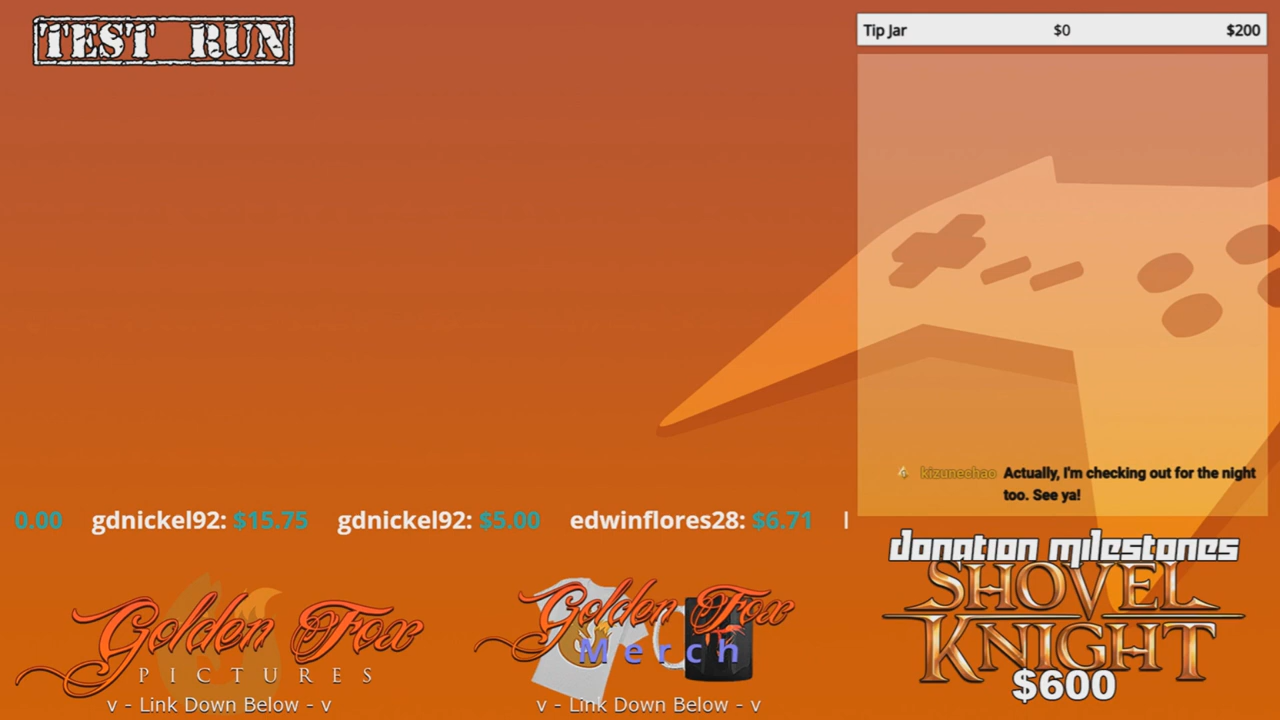 TEST RUN
Tip Jar $0 $200
kizunechao Actually, I'm checking out for the night
too. See ya!
0.00 gdnickel92: $15.75 gdnickel92: $5.00 edwinflores28: $6.71
donation milestones
SHOVEL
KNIGHT
$600
Golden Fox
PICTURES
v - Link Down Below - v
Golden Fox
Merch
v - Link Down Below - v